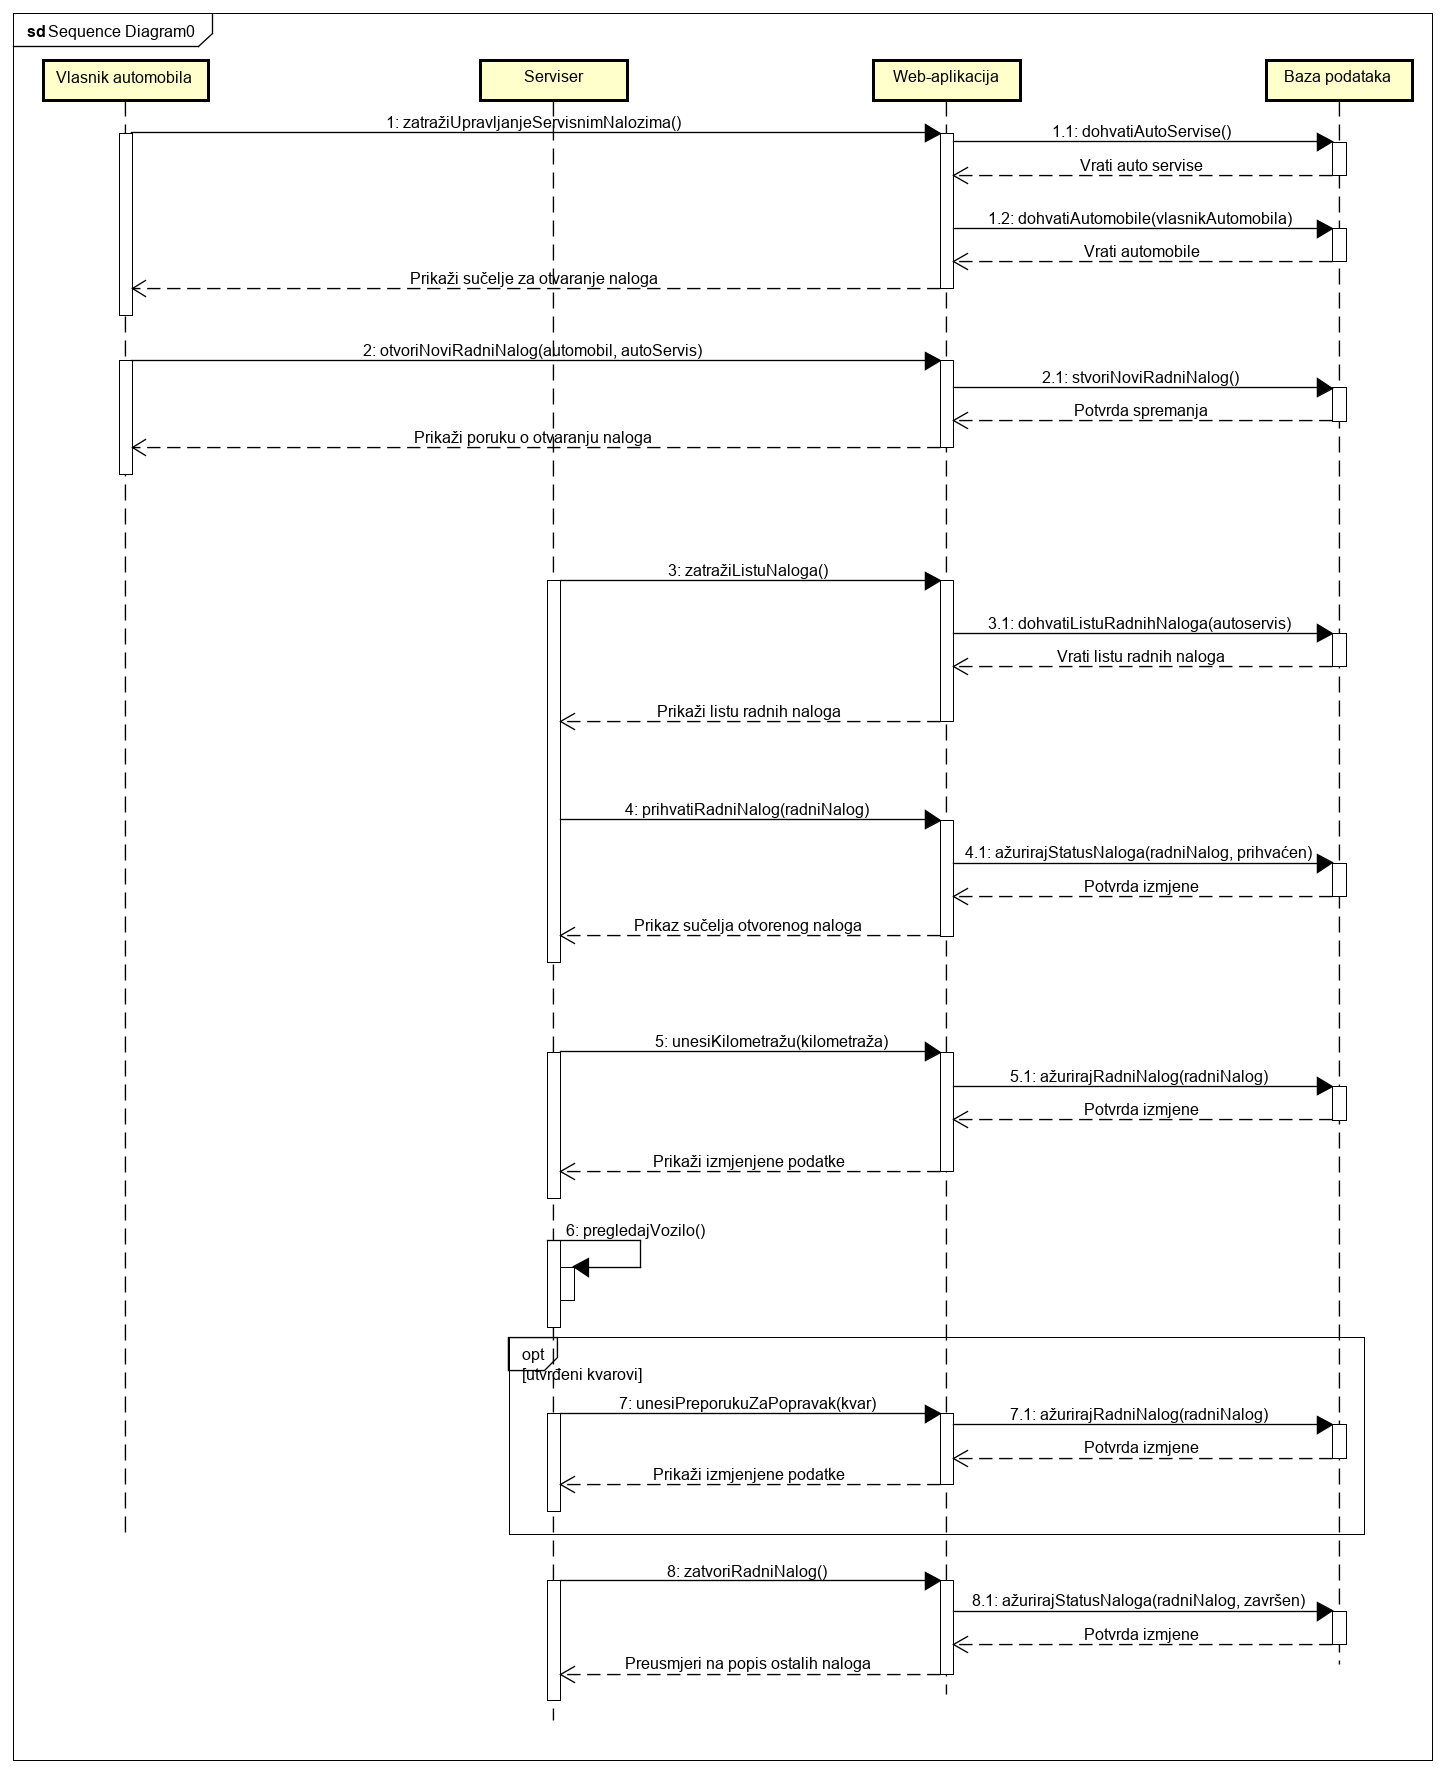 sd Sequence Diagram0
Vlasnik automobila
Serviser
Web-aplikacija
Baza podataka
1: zatražiUpravljanjeServisnimNalozima()
1.1: dohvatiAutoServise()
Vrati auto servise
1.2: dohvatiAutomobile(vlasnikAutomobila)
Vrati automobile
Prikaži sučelje za otvaranje naloga
2: otvoriNoviRadniNalog(automobil, autoServis)
2.1: stvoriNoviRadniNalog()
Potvrda spremanja
Prikaži poruku o otvaranju naloga
3: zatražiListuNaloga()
3.1: dohvatiListuRadnihNaloga(autoservis)
Vrati listu radnih naloga
Prikaži listu radnih naloga
4: prihvatiRadniNalog(radniNalog)
4.1: ažurirajStatusNaloga(radniNalog, prihvaćen)
Potvrda izmjene
Prikaz sučelja otvorenog naloga
5: unesiKilometražu(kilometraža)
5.1: ažurirajRadniNalog(radniNalog)
Potvrda izmjene
Prikaži izmjenjene podatke
6: pregledajVozilo()
opt
[utvrđeni kvarovi]
7: unesiPreporukuZaPopravak(kvar)
7.1: ažurirajRadniNalog(radniNalog)
Potvrda izmjene
Prikaži izmjenjene podatke
8: zatvoriRadniNalog()
8.1: ažurirajStatusNaloga(radniNalog, završen)
Potvrda izmjene
Preusmjeri na popis ostalih naloga